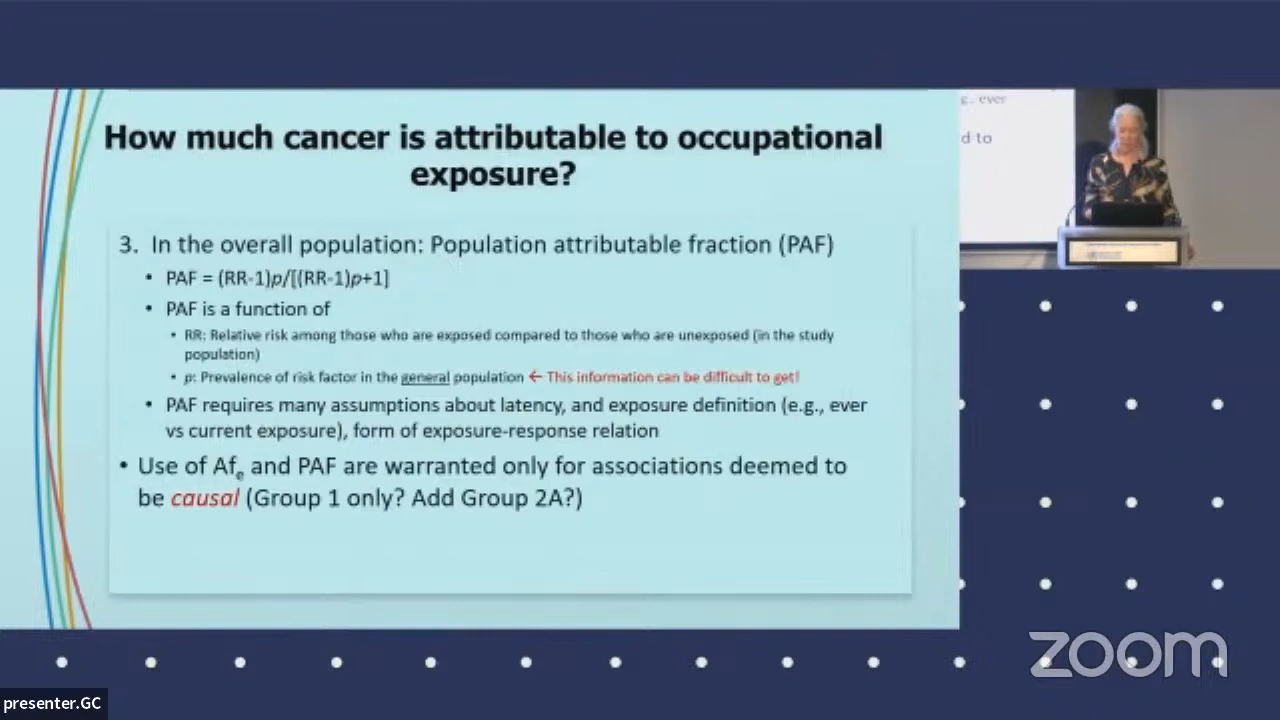 How much cancer is attributable to occupational
exposure?
3. In the overall population: Population attributable fraction (PAF)
• PAF = (RR-1)p/[(RR-1)p+1]
• PAF is a function of
• RR: Relative risk among those who are exposed compared to those who are unexposed (in the study
population)
• p: Prevalence of risk factor in the general population ← This information can be difficult to get!
• PAF requires many assumptions about latency, and exposure definition (e.g., ever
vs current exposure), form of exposure-response relation
• Use of Afe and PAF are warranted only for associations deemed to
be causal (Group 1 only? Add Group 2A?)
g., ever
d to
zoom
presenter.GC